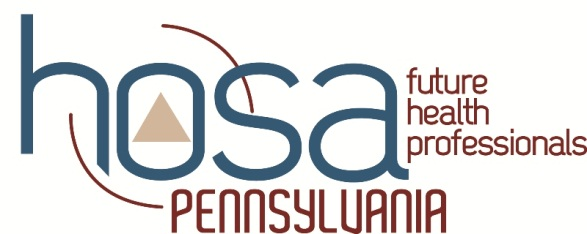 hosa
future
health
professionals
PENNSYLVANIA